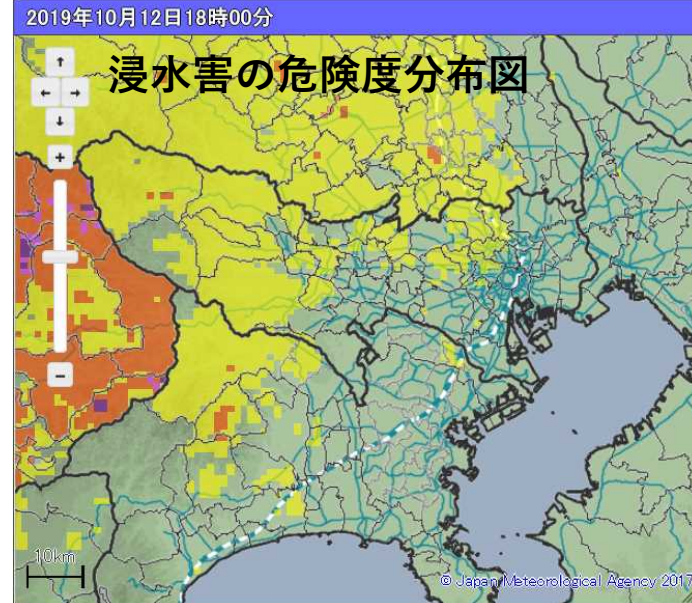 2019年10月12日18時00分
浸水害の危険度分布図
↑
← →
↓
+
−
10km
© Japan Meteorological Agency 2017